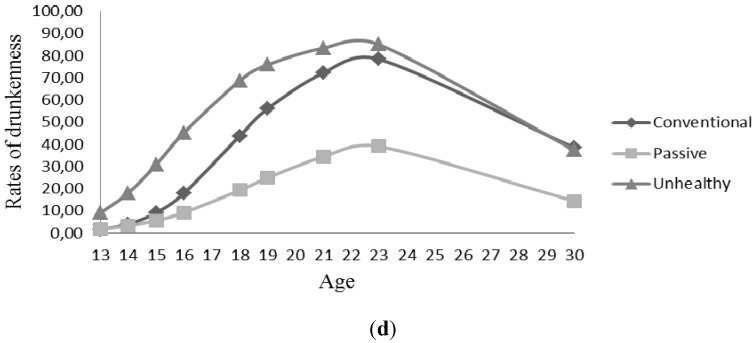 100,00
90,00
80,00
70,00
60,00
50,00
40,00
30,00
20,00
10,00
0,00
Rates of drunkenness
13 14 15 16 17 18 19 20 21 22 23 24 25 26 27 28 29 30
Age
Conventional
Passive
Unhealthy
(d)